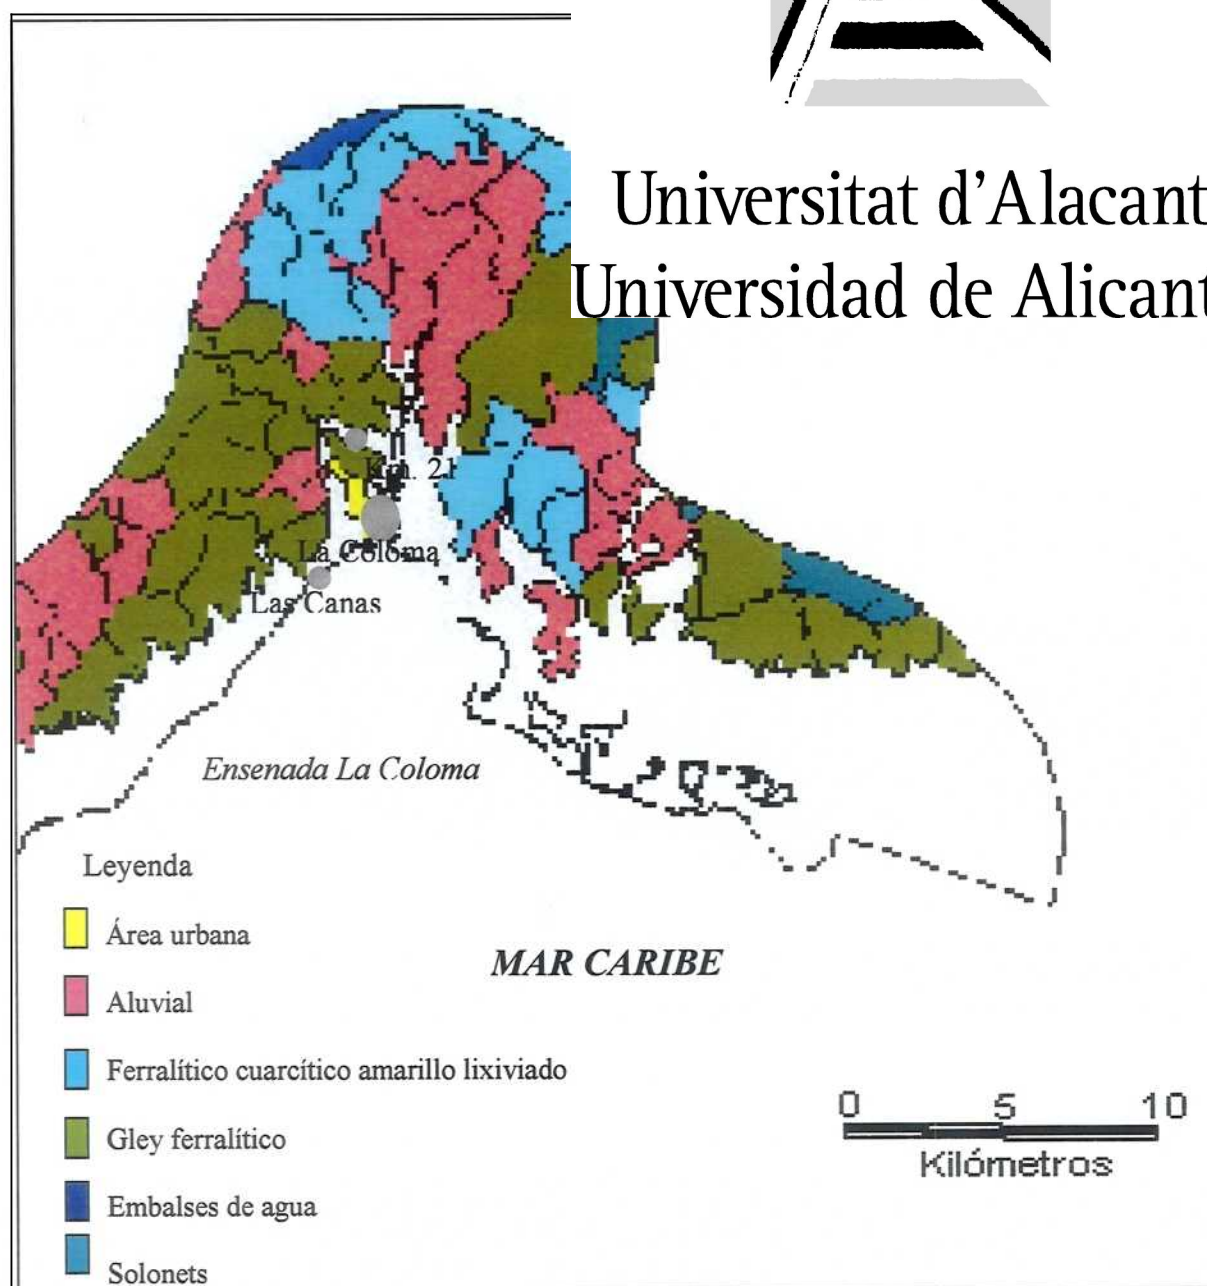 Universitat d'Alacant
Universidad de Alicant
Km. 21
La Coloma
Las Canas
Ensenada La Coloma
Leyenda
Área urbana
MAR CARIBE
Aluvial
Ferralítico cuarcítico amarillo lixiviado
0 5 10
Kilómetros
Gley ferralítico
Embalses de agua
Solonets